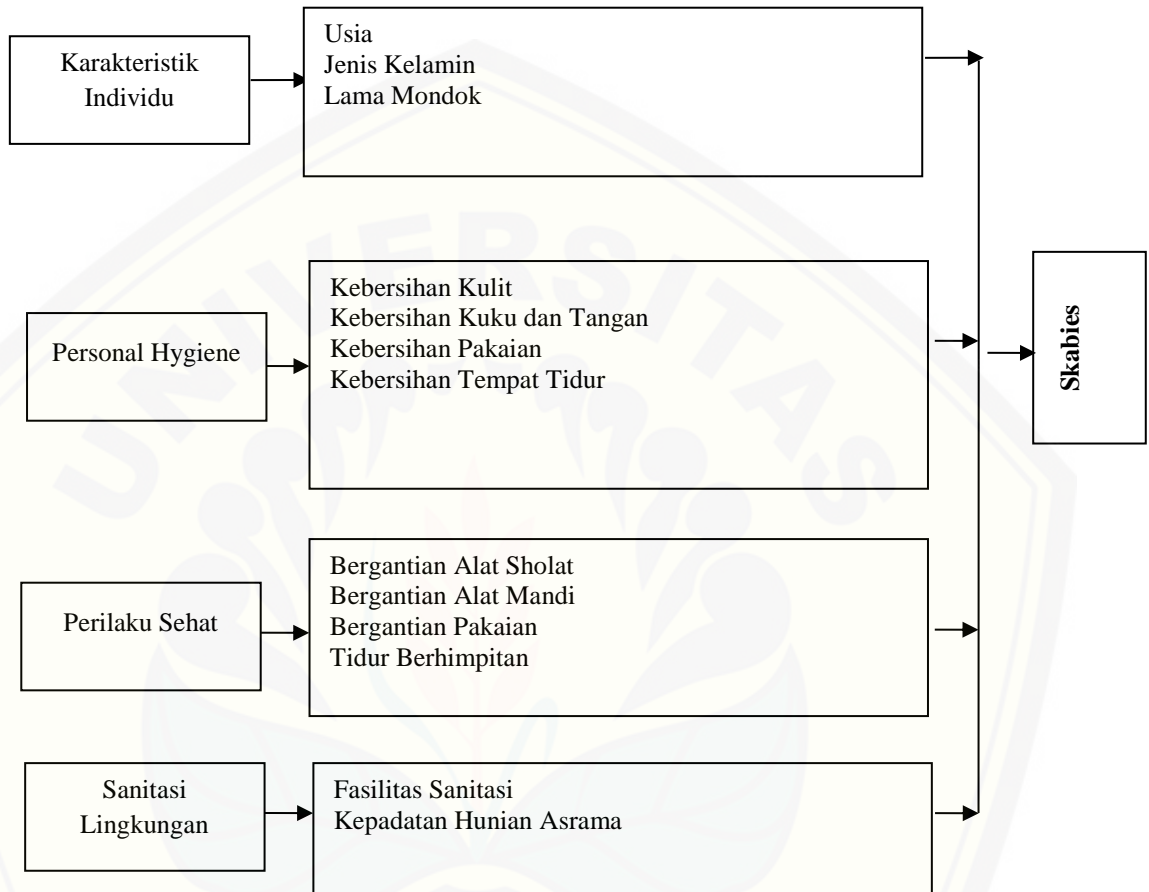 Karakteristik
Individu
Usia
Jenis Kelamin
Lama Mondok
Personal Hygiene
Kebersihan Kulit
Kebersihan Kuku dan Tangan
Kebersihan Pakaian
Kebersihan Tempat Tidur
Perilaku Sehat
Bergantian Alat Sholat
Bergantian Alat Mandi
Bergantian Pakaian
Tidur Berhimpitan
Sanitasi
Lingkungan
Fasilitas Sanitasi
Kepadatan Hunian Asrama
Skabies
UNIVERSITAS